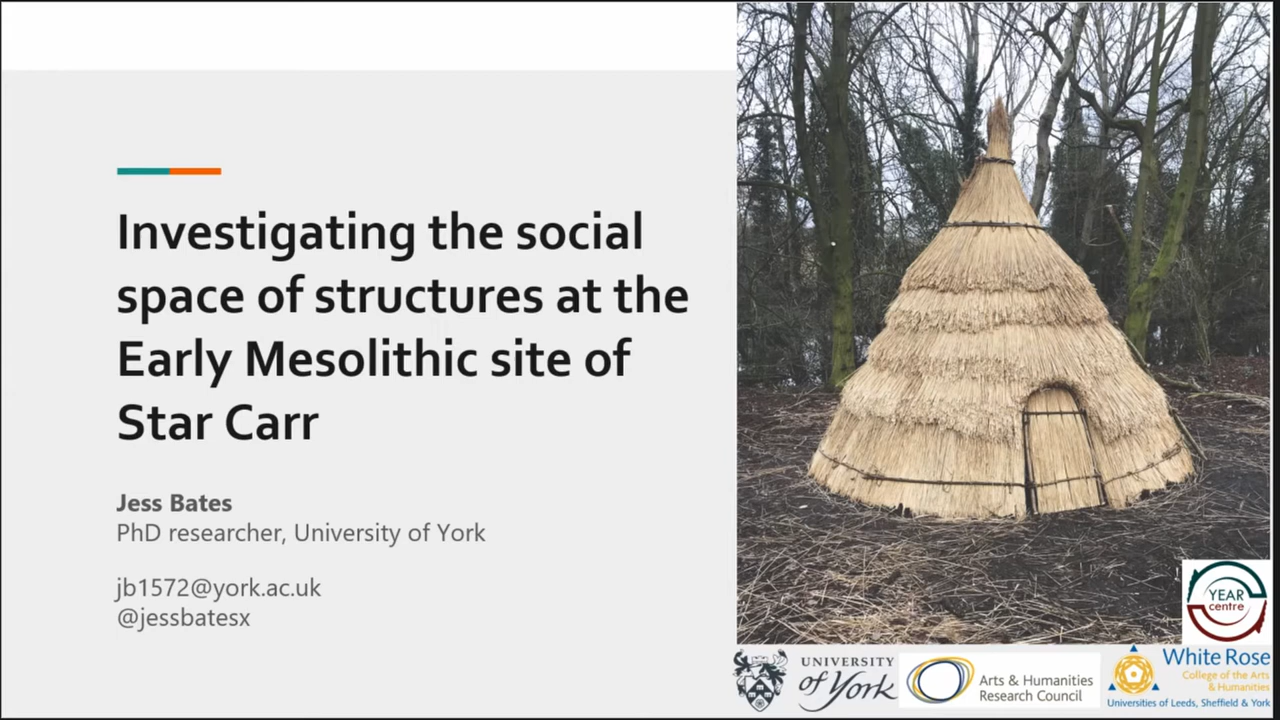 Investigating the social
space of structures at the
Early Mesolithic site of
Star Carr
Jess Bates
PhD researcher, University of York
jb1572@york.ac.uk
@jessbatesx
YEAR
centre
UNIVERSITY
of York
Arts & Humanities
Research Council
White Rose
College of the Arts
& Humanities
Universities of Leeds, Sheffield & York